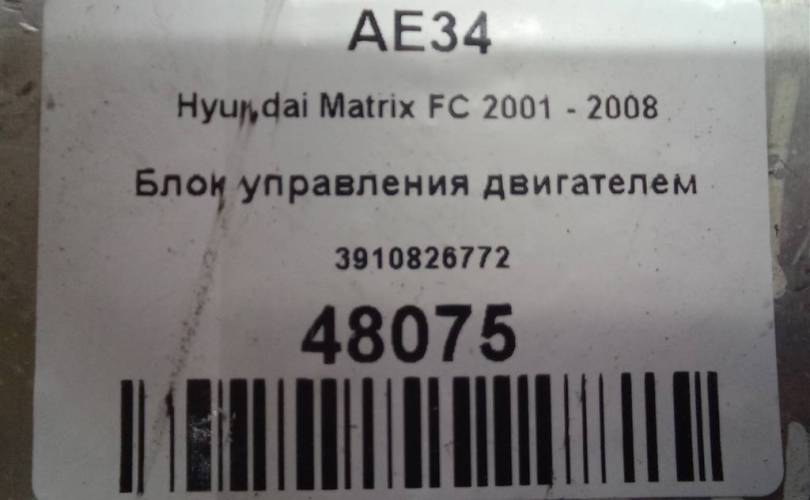 AE34
Hyundai Matrix FC 2001 - 2008
Блок управления двигателем
3910826772
48075